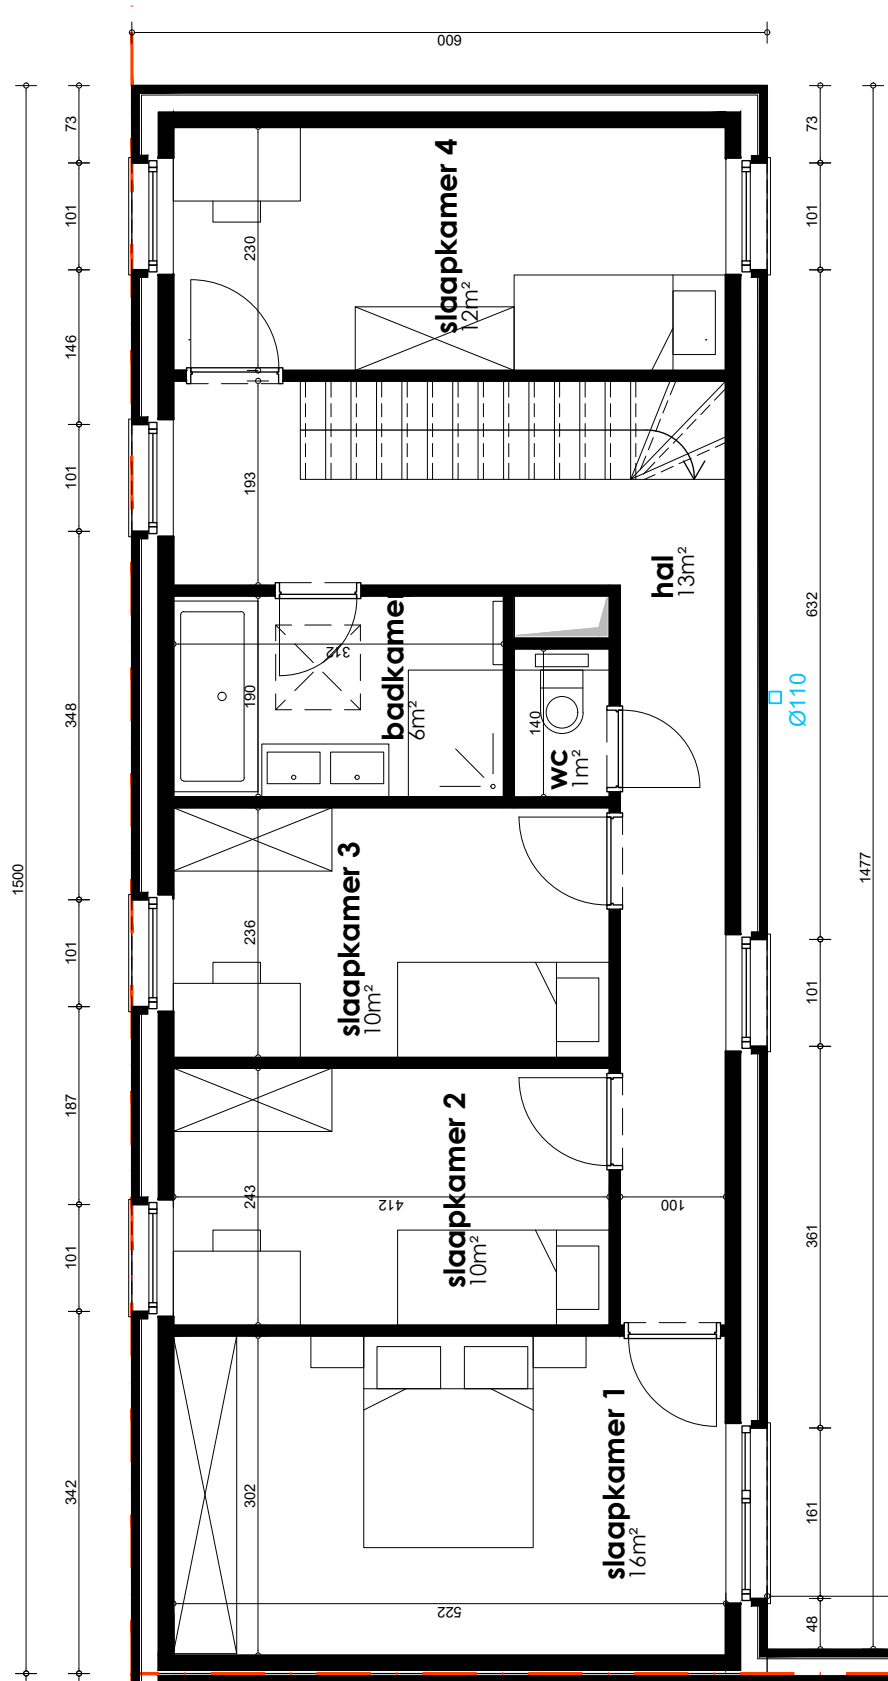 600
73
101
146
101
348
101
187
101
342
1500
73
101
632
101
361
161
48
1477
Ø110
slaapkamer 4
12m²
230
193
hal
13m²
badkamer
6m²
312
190
wc
1m²
140
slaapkamer 3
10m²
236
slaapkamer 2
10m²
243
412
100
slaapkamer 1
16m²
302
522